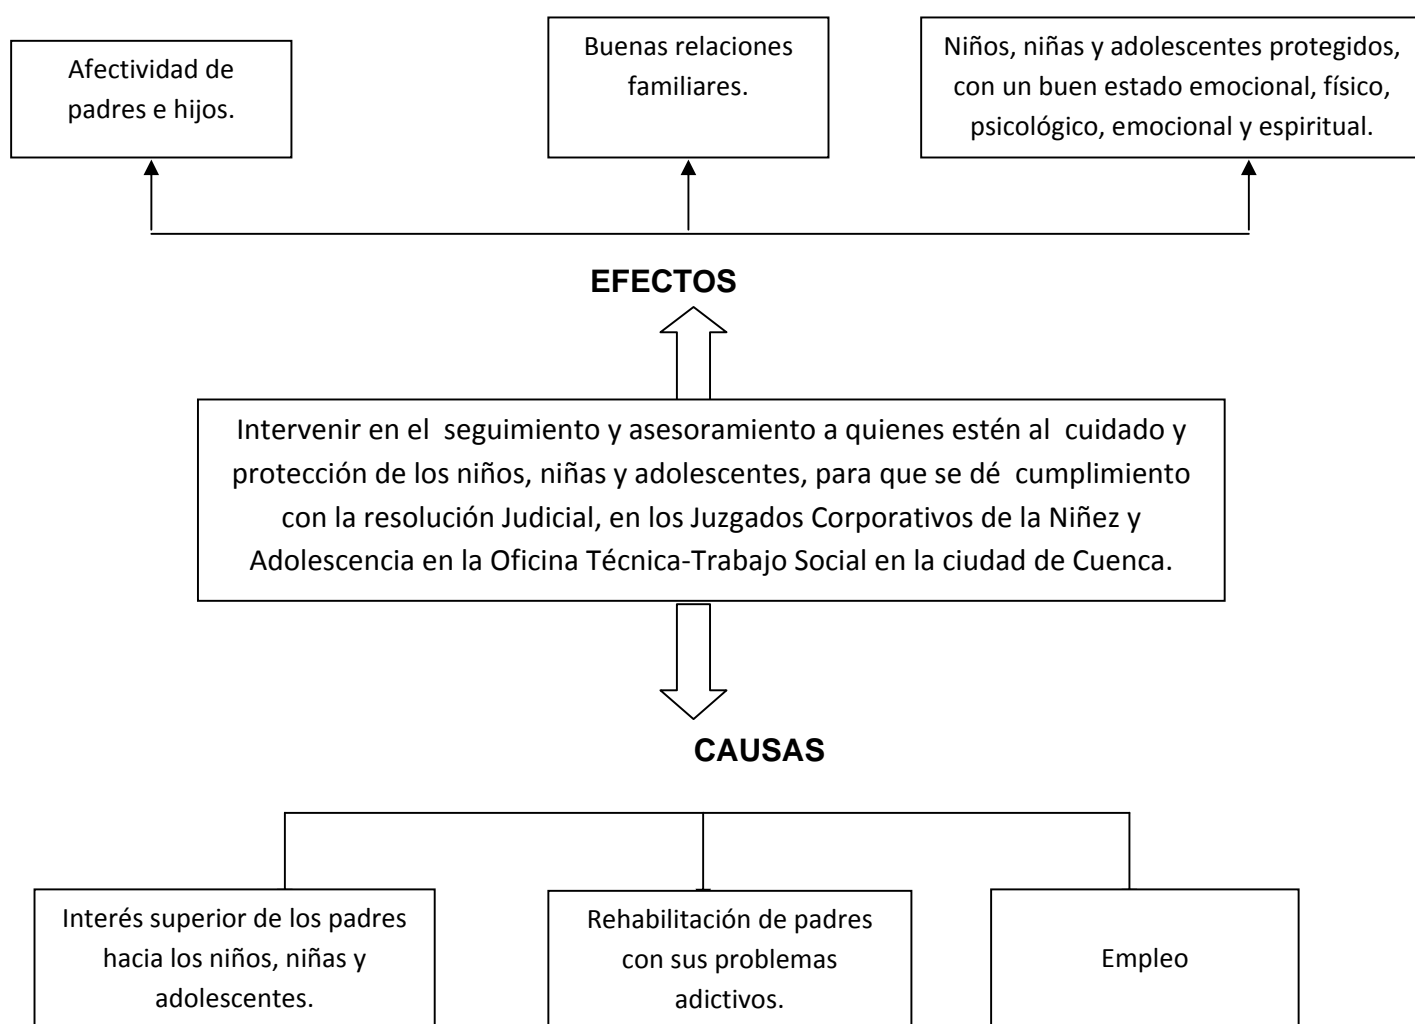 Afectividad de
padres e hijos.
Buenas relaciones
familiares.
Niños, niñas y adolescentes protegidos,
con un buen estado emocional, físico,
psicológico, emocional y espiritual.
EFECTOS
Intervenir en el  seguimiento y asesoramiento a quienes estén al  cuidado y
protección de los niños, niñas y adolescentes, para que se dé  cumplimiento
con la resolución Judicial, en los Juzgados Corporativos de la Niñez y
Adolescencia en la Oficina Técnica-Trabajo Social en la ciudad de Cuenca.
CAUSAS
Interés superior de los padres
hacia los niños, niñas y
adolescentes.
Rehabilitación de padres
con sus problemas
adictivos.
Empleo